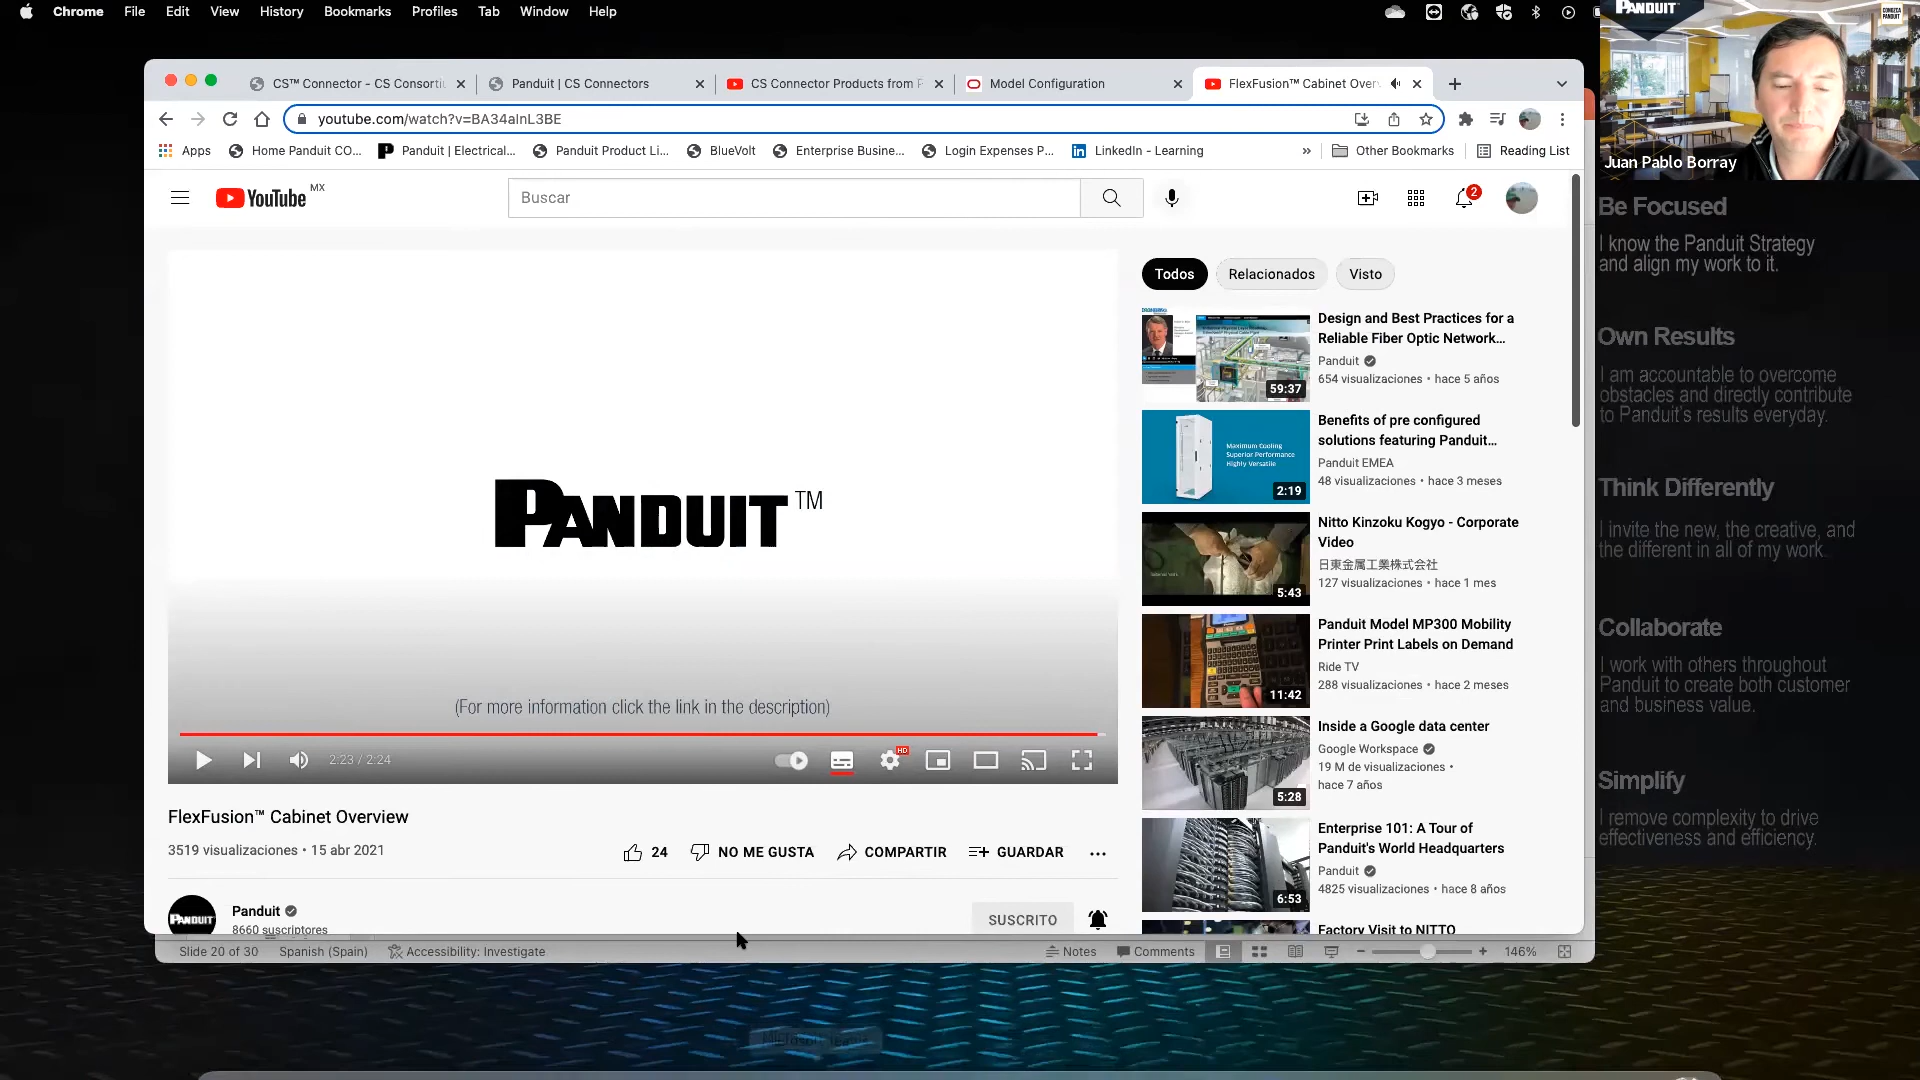 Chrome File Edit View History Bookmarks Profiles Tab Window Help
PANDUIT™
CONOZCA
PANDUIT
Juan Pablo Borray
CS™ Connector - CS Consorti
Panduit | CS Connectors
CS Connector Products from P
Model Configuration
FlexFusion™ Cabinet Over
youtube.com/watch?v=BA34aInL3BE
Apps Home Panduit CO... Panduit | Electrical... Panduit Product Li... BlueVolt Enterprise Busine... Login Expenses P... LinkedIn - Learning » Other Bookmarks Reading List
YouTube MX
Buscar
2
PANDUIT™
(For more information click the link in the description)
2:23 / 2:24
HD
FlexFusion™ Cabinet Overview
3519 visualizaciones • 15 abr 2021
24 NO ME GUSTA COMPARTIR GUARDAR ...
PANDUIT
Panduit
8660 suscriptores
SUSCRITO
Todos Relacionados Visto
Design and Best Practices for a
Reliable Fiber Optic Network...
Panduit
654 visualizaciones • hace 5 años
59:37
Maximum Cooling
Superior Performance
Highly Versatile
2:19
Benefits of pre configured
solutions featuring Panduit...
Panduit EMEA
48 visualizaciones • hace 3 meses
Nitto Kinzoku Kogyo - Corporate
Video
日東金属工業株式会社
127 visualizaciones • hace 1 mes
5:43
Panduit Model MP300 Mobility
Printer Print Labels on Demand
Ride TV
288 visualizaciones • hace 2 meses
11:42
Inside a Google data center
Google Workspace
19 M de visualizaciones •
hace 7 años
5:28
Enterprise 101: A Tour of
Panduit's World Headquarters
Panduit
4825 visualizaciones • hace 8 años
6:53
Factory Visit to NITTO
Slide 20 of 30 Spanish (Spain) Accessibility: Investigate Notes Comments 146%
Be Focused
I know the Panduit Strategy
and align my work to it.
Own Results
I am accountable to overcome
obstacles and directly contribute
to Panduit's results everyday.
Think Differently
I invite the new, the creative, and
the different in all of my work.
Collaborate
I work with others throughout
Panduit to create both customer
and business value.
Simplify
I remove complexity to drive
effectiveness and efficiency.